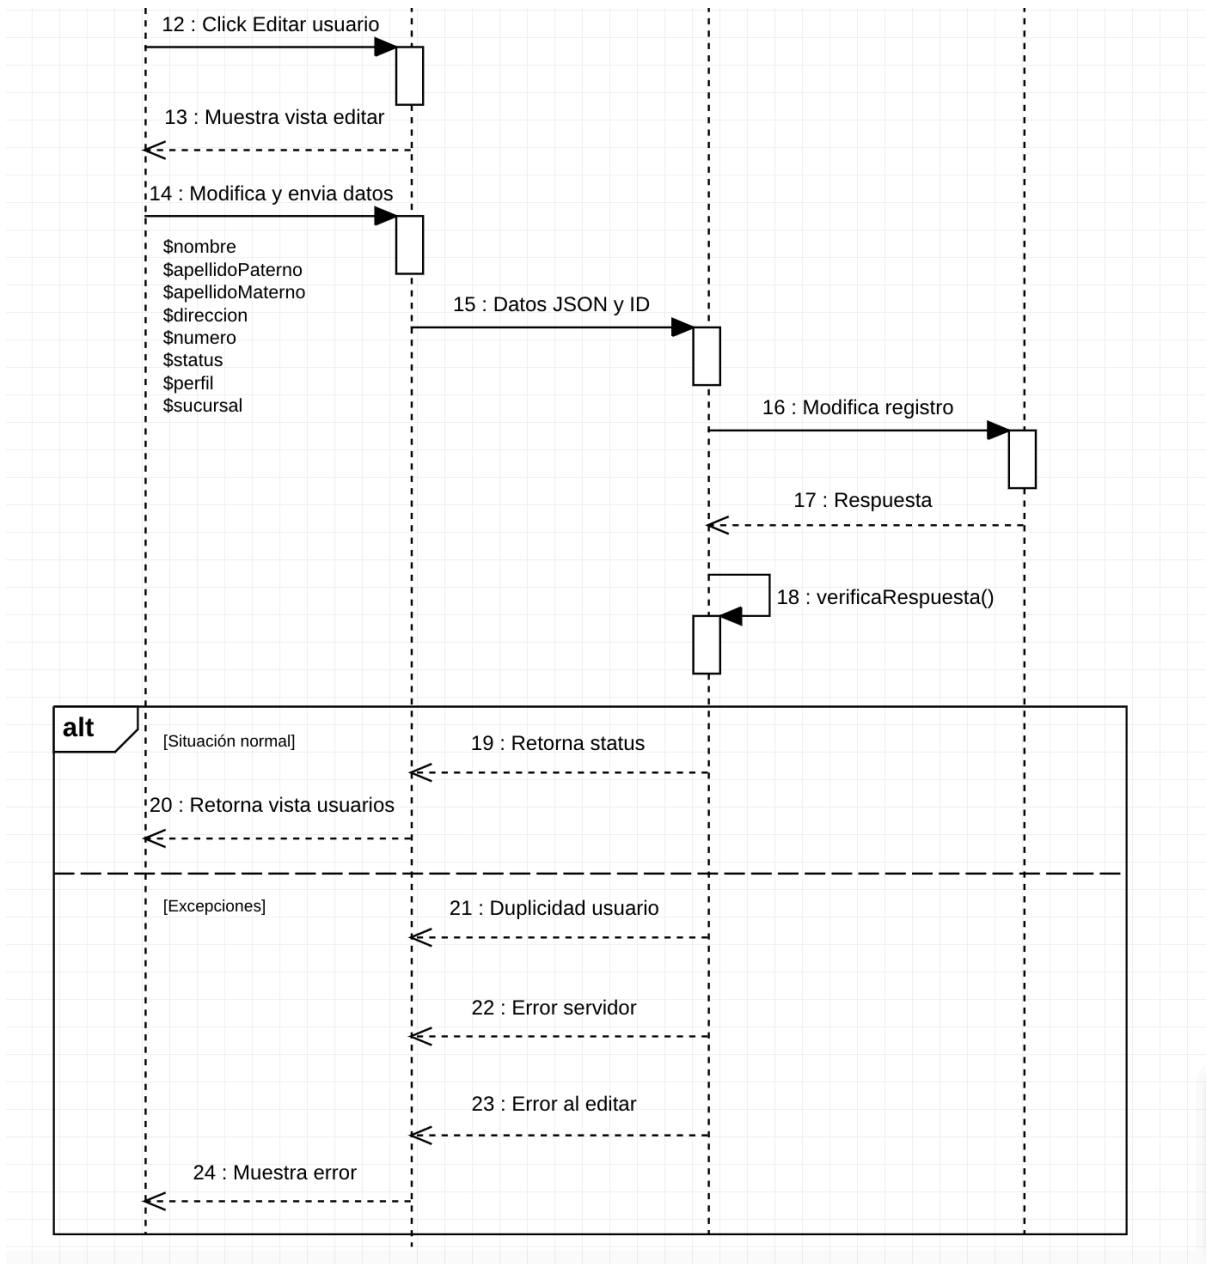 12 : Click Editar usuario
13 : Muestra vista editar
14 : Modifica y envia datos
$nombre
$apellidoPaterno
$apellidoMaterno
$direccion
$numero
$status
$perfil
$sucursal
15 : Datos JSON y ID
16 : Modifica registro
17 : Respuesta
18 : verificaRespuesta()
alt
[Situación normal]
19 : Retorna status
20 : Retorna vista usuarios
[Excepciones]
21 : Duplicidad usuario
22 : Error servidor
23 : Error al editar
24 : Muestra error